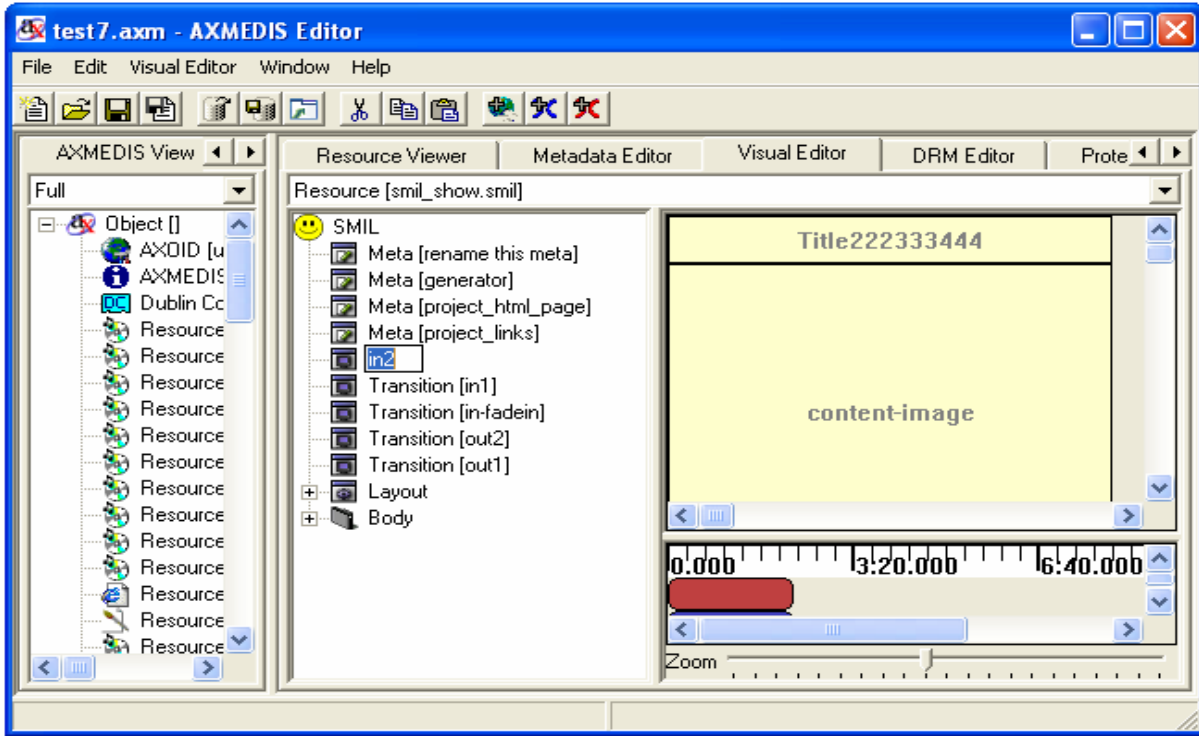 test7.axm - AXMEDIS Editor
File Edit Visual Editor Window Help
AXMEDIS View
Resource Viewer Metadata Editor Visual Editor DRM Editor Prote
Full
Resource [smil_show.smil]
Object []
AXOID [u
AXMEDIS
Dublin Cc
Resource
Resource
Resource
Resource
Resource
Resource
Resource
Resource
Resource
Resource
Resource
Resource
Resource
SMIL
Meta [rename this meta]
Meta [generator]
Meta [project_html_page]
Meta [project_links]
in2
Transition [in1]
Transition [in-fadein]
Transition [out2]
Transition [out1]
Layout
Body
Title222333444
content-image
0.000 3:20.000 6:40.000
Zoom